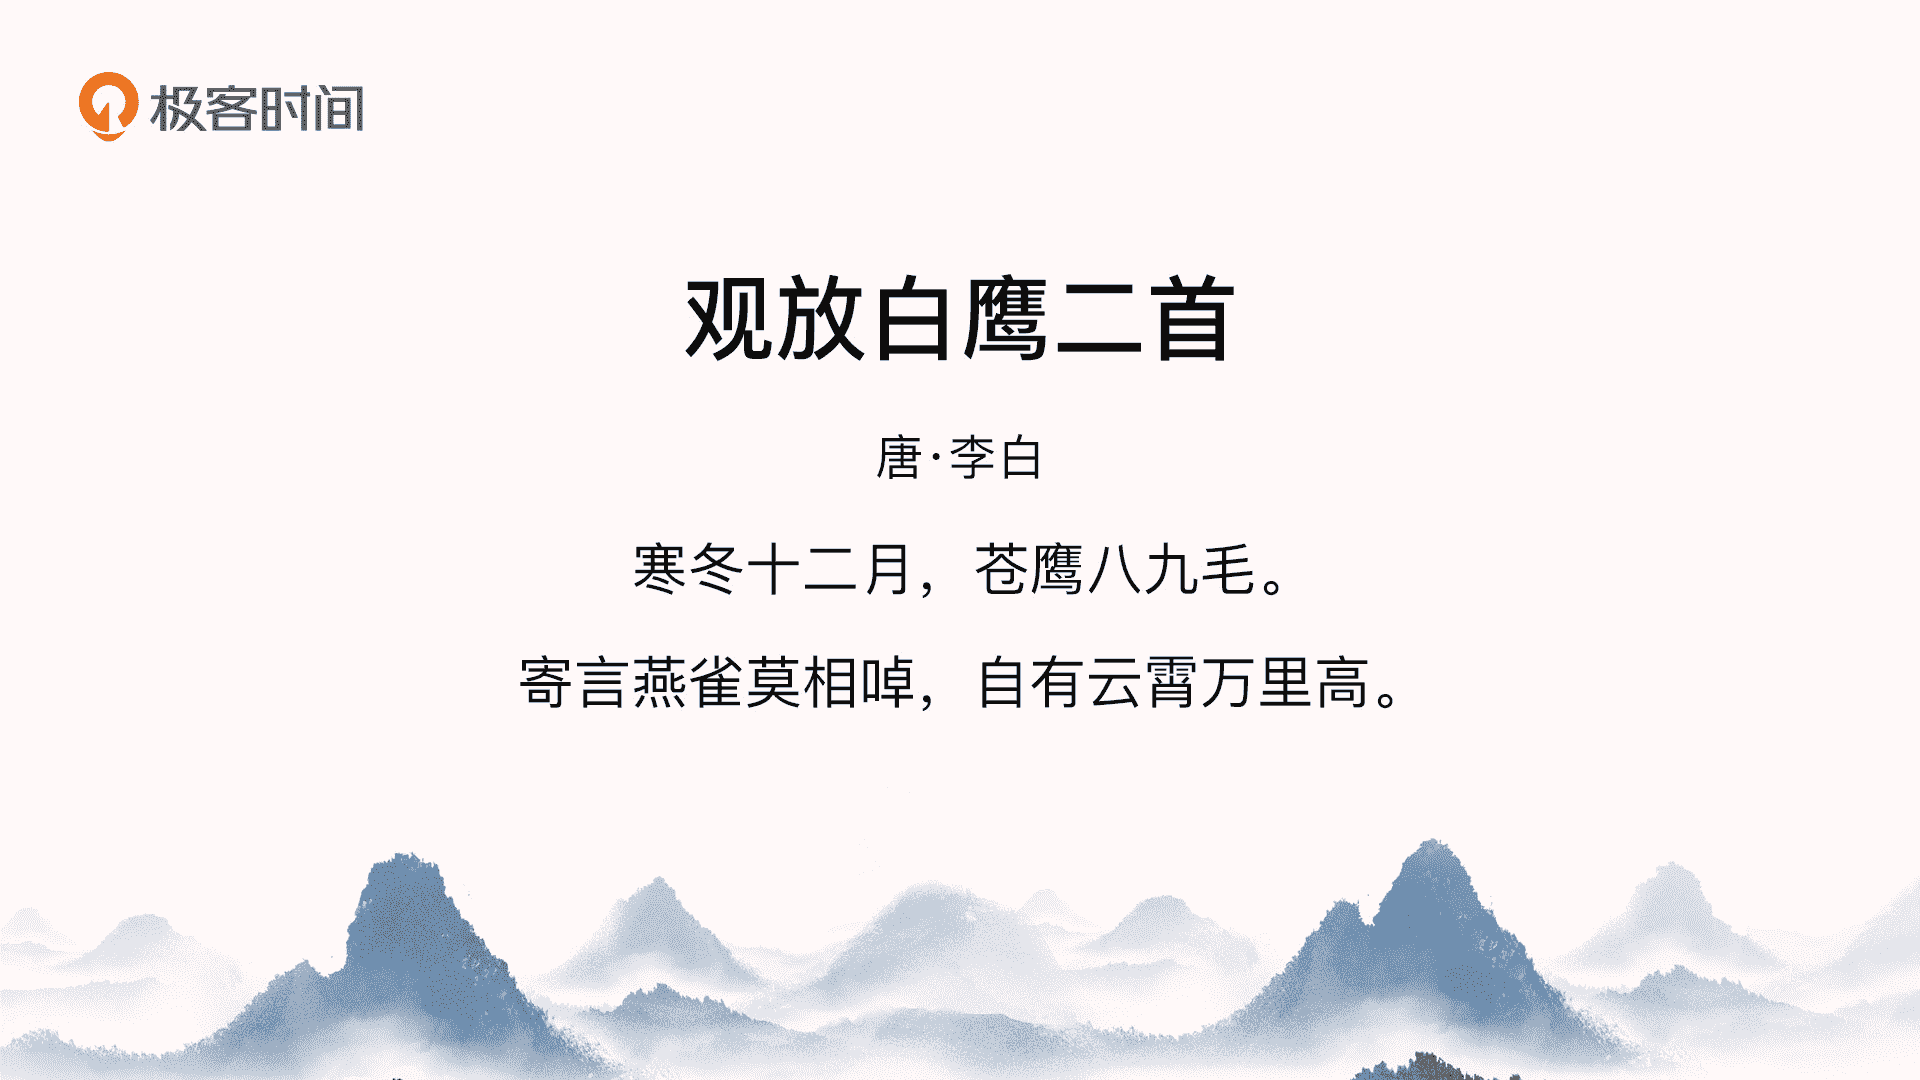 极客时间
观放白鹰二首
唐·李白
寒冬十二月，苍鹰八九毛。
寄言燕雀莫相啅，自有云霄万里高。